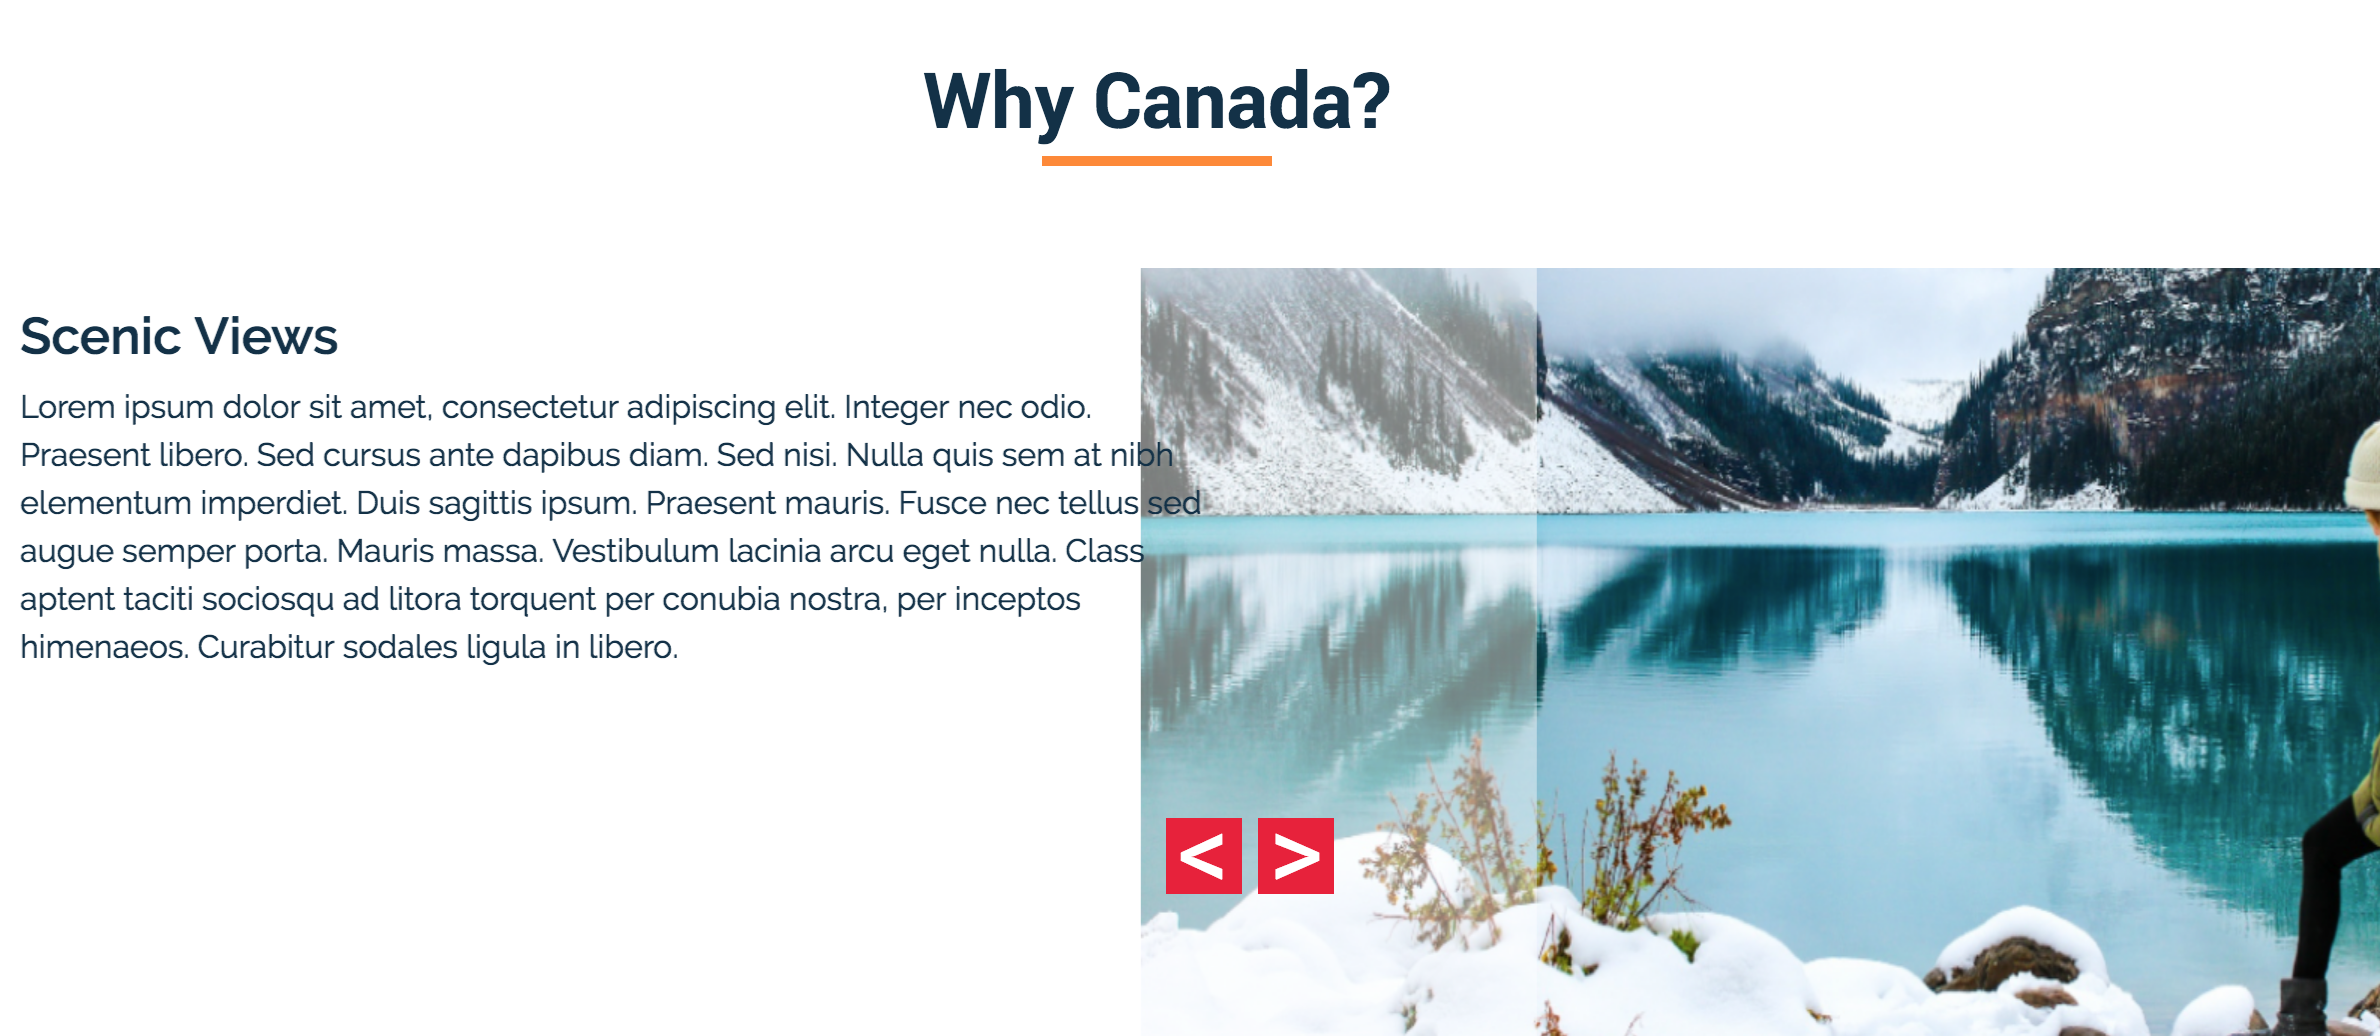 Why Canada?
Scenic Views
Lorem ipsum dolor sit amet, consectetur adipiscing elit. Integer nec odio.
Praesent libero. Sed cursus ante dapibus diam. Sed nisi. Nulla quis sem at nibh
elementum imperdiet. Duis sagittis ipsum. Praesent mauris. Fusce nec tellus sed
augue semper porta. Mauris massa. Vestibulum lacinia arcu eget nulla. Class
aptent taciti sociosqu ad litora torquent per conubia nostra, per inceptos
himenaeos. Curabitur sodales ligula in libero.
< >